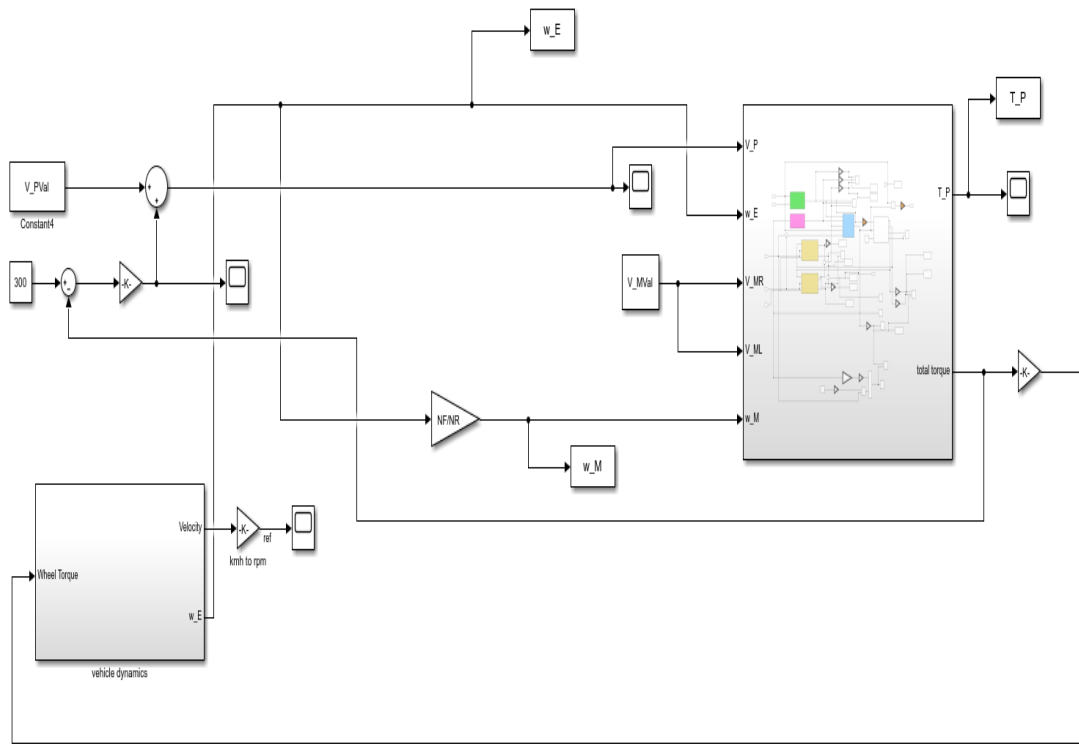 w_E
T_P
V_P
V_PVal
Constant4
T_P
w_E
300
-K-
V_MVal
V_MR
V_ML
total torque
-K-
NF/NR
w_M
w_M
Velocity
-K-
ref
kmh to rpm
Wheel Torque
w_E
vehicle dynamics